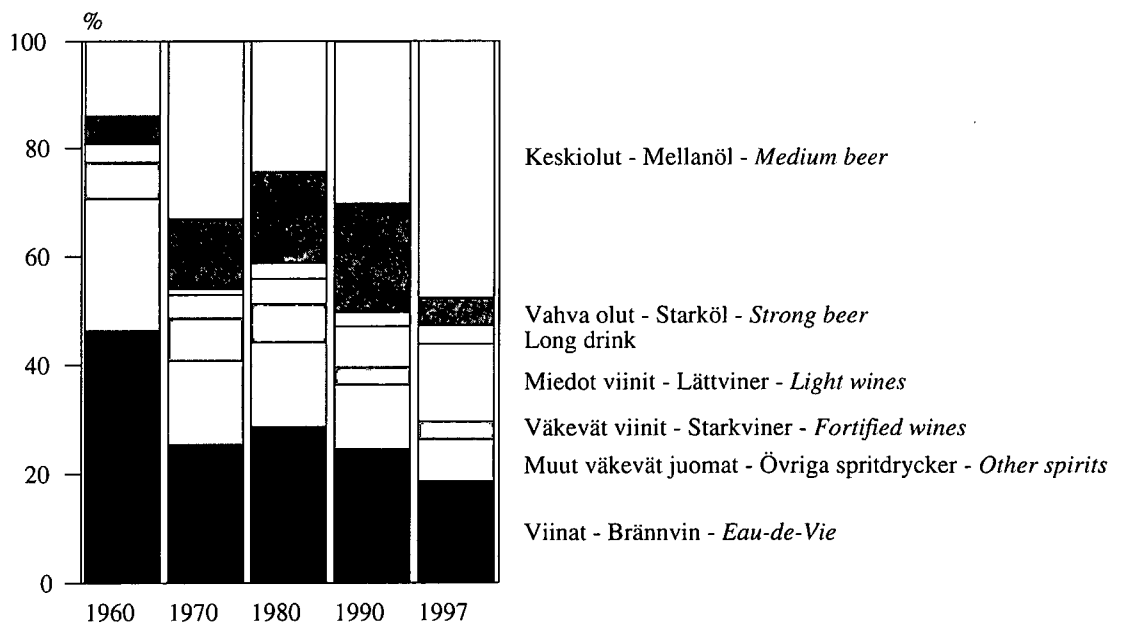 %
100
80
60
40
20
0
1960 1970 1980 1990 1997
Keskiolut - Mellanöl - Medium beer
Vahva olut - Starköl - Strong beer
Long drink
Miedot viinit - Lättviner - Light wines
Väkevät viinit - Starkviner - Fortified wines
Muut väkevät juomat - Övriga spritdrycker - Other spirits
Viinat - Brännvin - Eau-de-Vie